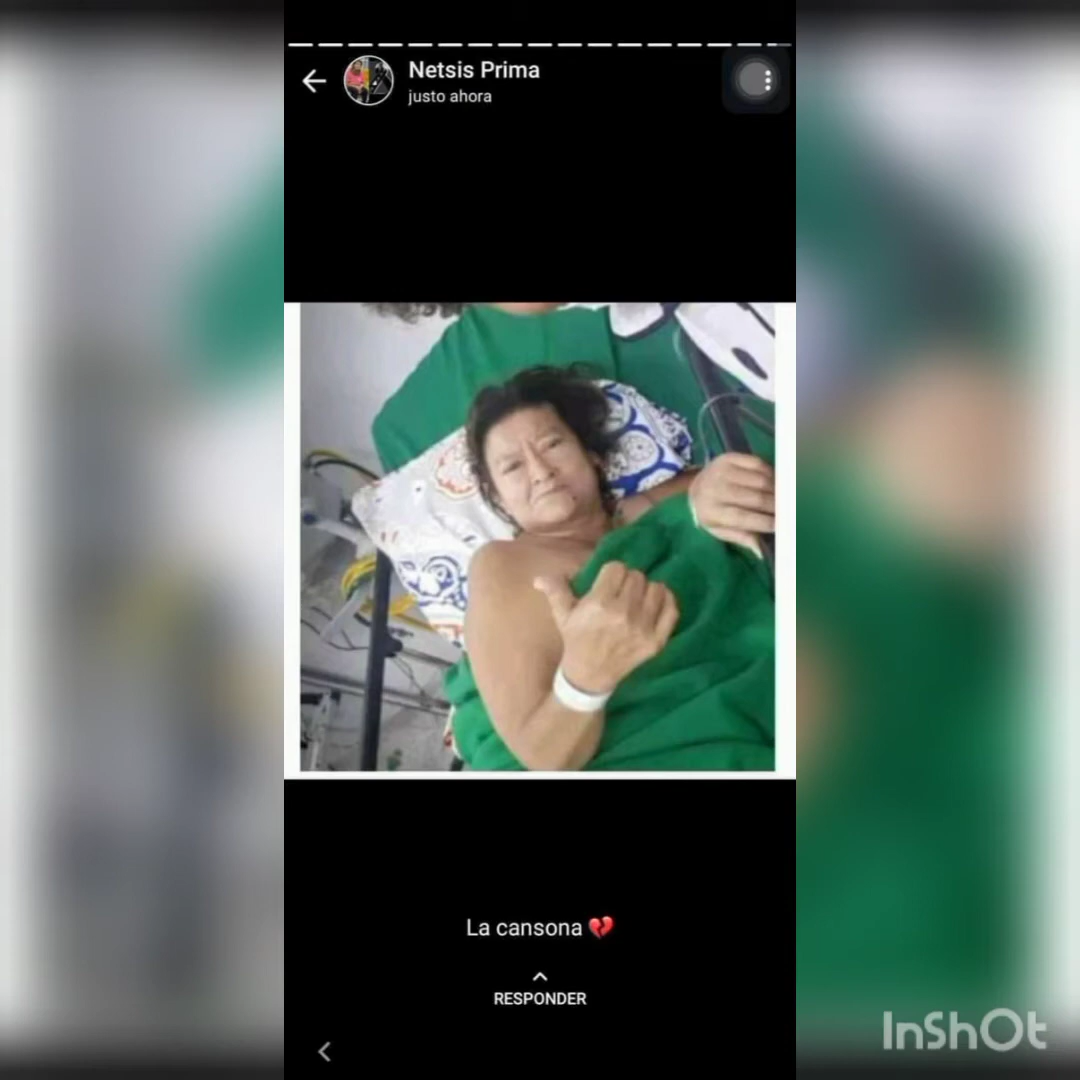 Netsis Prima
justo ahora
La cansona 💔
RESPONDER
InShOt